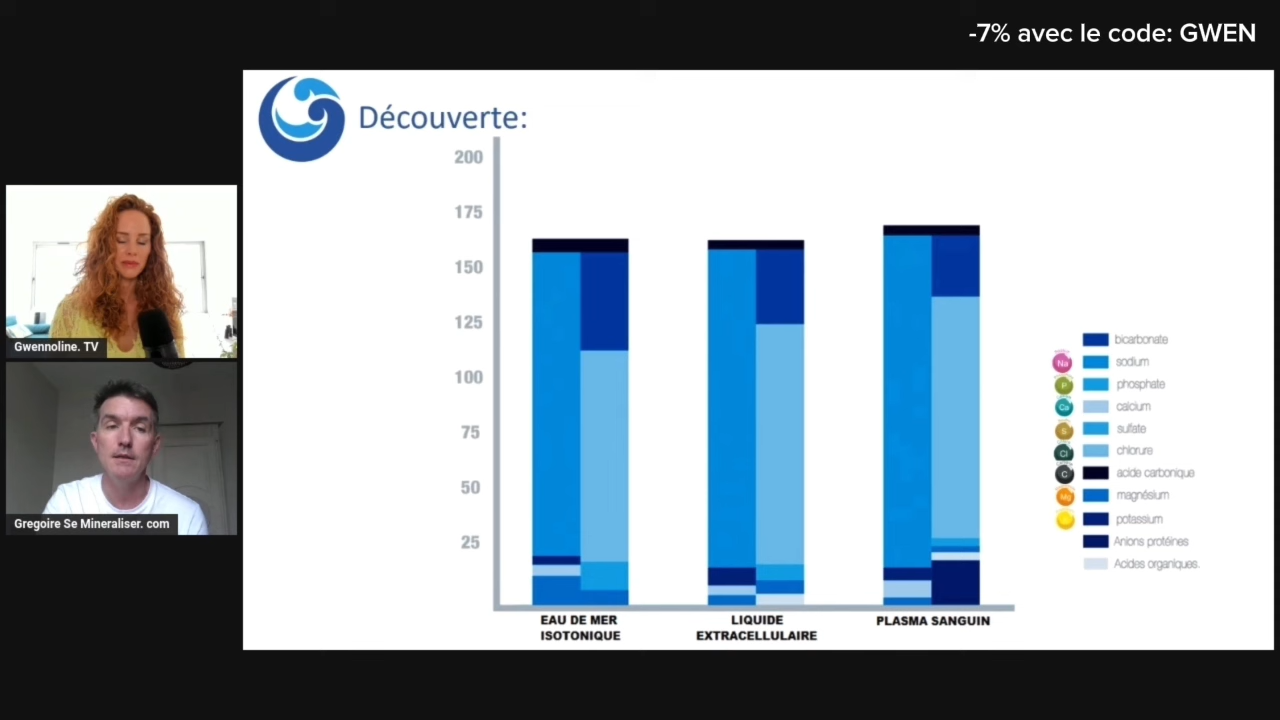 -7% avec le code: GWEN
Découverte:
200
175
150
125
100
75
50
25
EAU DE MER
ISOTONIQUE
LIQUIDE
EXTRACELLULAIRE
PLASMA SANGUIN
bicarbonate
Na sodium
P phosphate
Ca calcium
S sulfate
Cl chlorure
C acide carbonique
Mg magnésium
potassium
Anions protéines
Acides organiques.
Gwennoline. TV
Gregoire Se Mineraliser. com